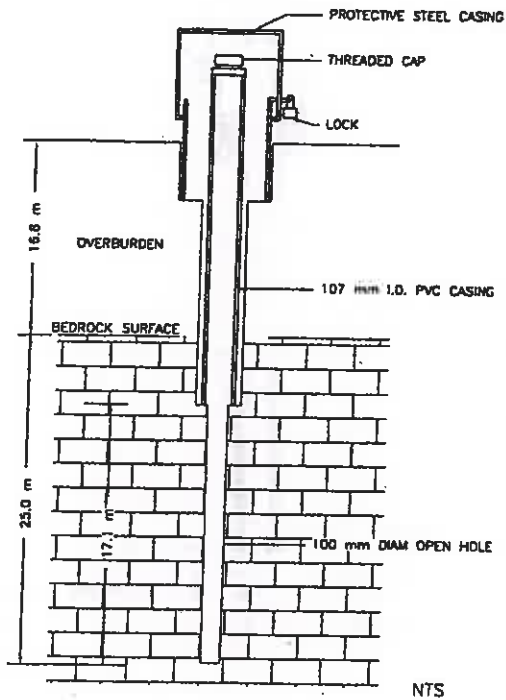 PROTECTIVE STEEL CASING
THREADED CAP
LOCK
16.8 m
OVERBURDEN
107 mm I.D. PVC CASING
BEDROCK SURFACE
25.0 m
17.1 m
100 mm DIAM OPEN HOLE
NTS